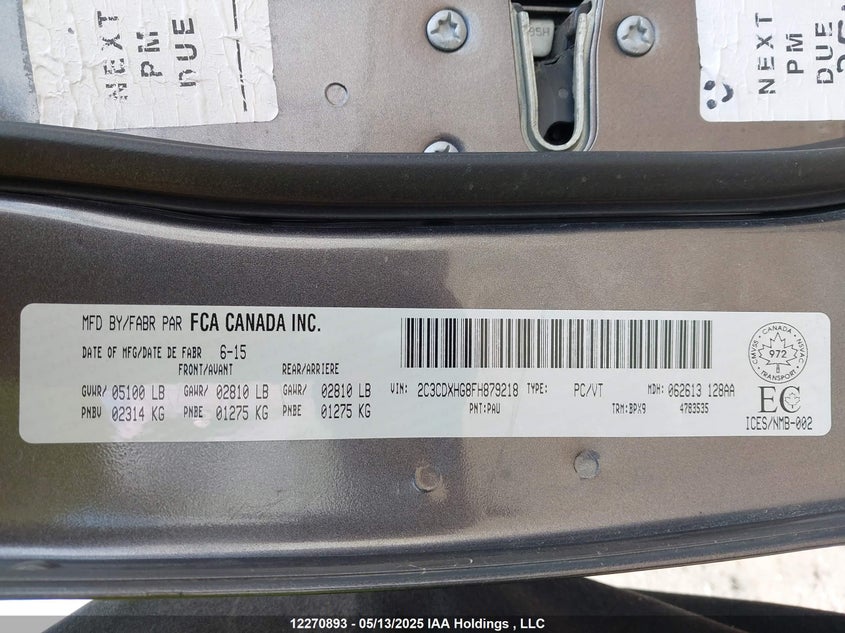 NEXT
PM
DUE
95H
NEXT
PM
DUE
MFD BY/FABR PAR FCA CANADA INC.
DATE OF MFG/DATE DE FABR 6-15
FRONT/AVANT REAR/ARRIERE
GVWR/ 05100 LB GAWR/ 02810 LB GAWR/ 02810 LB VIN: 2C3CDXHG8FH879218 TYPE: PC/VT MDH: 062613 128AA
PNBV 02314 KG PNBE 01275 KG PNBE 01275 KG PNT:PAU TRM:BPX9 4783535
CANADA
CMVSS 972 NSVAC
TRANSPORT
EC
ICES/NMB-002
12270893 - 05/13/2025 IAA Holdings , LLC